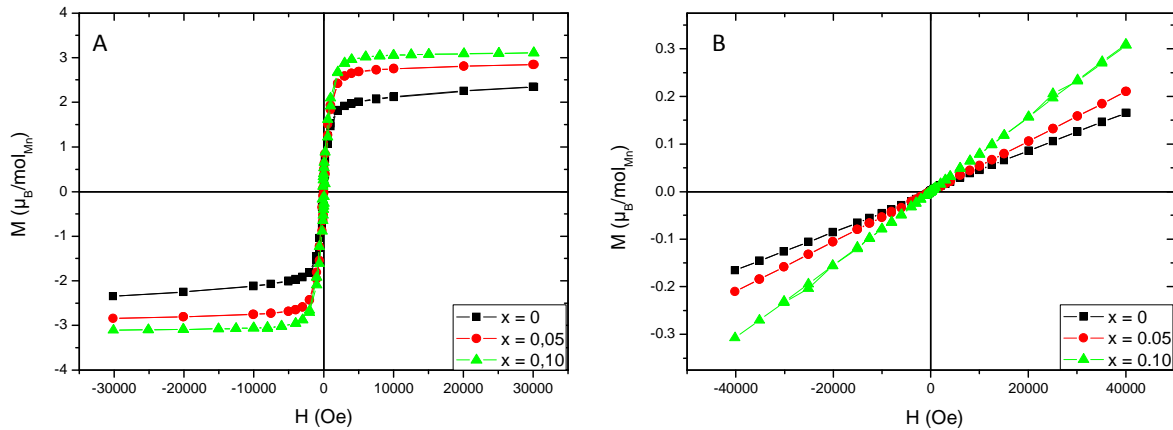 A
M (μB/molMn)
4
3
2
1
0
-1
-2
-3
-4
-30000 -20000 -10000 0 10000 20000 30000
H (Oe)
x = 0
x = 0,05
x = 0,10
B
M (μB/molMn)
0.3
0.2
0.1
0.0
-0.1
-0.2
-0.3
-40000 -20000 0 20000 40000
H (Oe)
x = 0
x = 0.05
x = 0.10